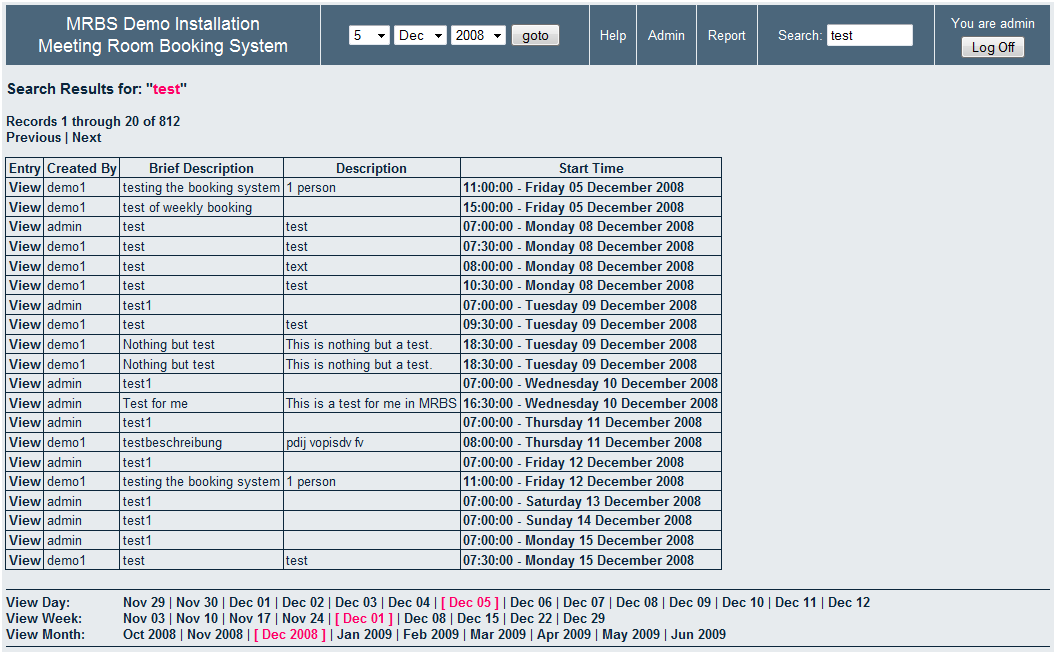 MRBS Demo Installation
Meeting Room Booking System
5 Dec 2008 goto
Help
Admin
Report
Search: test
You are admin
Log Off
Search Results for: "test"
Records 1 through 20 of 812
Previous | Next
Entry Created By Brief Description Description Start Time
View demo1 testing the booking system 1 person 11:00:00 - Friday 05 December 2008
View demo1 test of weekly booking 15:00:00 - Friday 05 December 2008
View admin test test 07:00:00 - Monday 08 December 2008
View demo1 test test 07:30:00 - Monday 08 December 2008
View demo1 test text 08:00:00 - Monday 08 December 2008
View demo1 test test 10:30:00 - Monday 08 December 2008
View admin test1 07:00:00 - Tuesday 09 December 2008
View demo1 test test 09:30:00 - Tuesday 09 December 2008
View demo1 Nothing but test This is nothing but a test. 18:30:00 - Tuesday 09 December 2008
View demo1 Nothing but test This is nothing but a test. 18:30:00 - Tuesday 09 December 2008
View admin test1 07:00:00 - Wednesday 10 December 2008
View admin Test for me This is a test for me in MRBS 16:30:00 - Wednesday 10 December 2008
View admin test1 07:00:00 - Thursday 11 December 2008
View demo1 testbeschreibung pdij vopisdv fv 08:00:00 - Thursday 11 December 2008
View admin test1 07:00:00 - Friday 12 December 2008
View demo1 testing the booking system 1 person 11:00:00 - Friday 12 December 2008
View admin test1 07:00:00 - Saturday 13 December 2008
View admin test1 07:00:00 - Sunday 14 December 2008
View admin test1 07:00:00 - Monday 15 December 2008
View demo1 test test 07:30:00 - Monday 15 December 2008
View Day: Nov 29 | Nov 30 | Dec 01 | Dec 02 | Dec 03 | Dec 04 | [ Dec 05 ] | Dec 06 | Dec 07 | Dec 08 | Dec 09 | Dec 10 | Dec 11 | Dec 12
View Week: Nov 03 | Nov 10 | Nov 17 | Nov 24 | [ Dec 01 ] | Dec 08 | Dec 15 | Dec 22 | Dec 29
View Month: Oct 2008 | Nov 2008 | [ Dec 2008 ] | Jan 2009 | Feb 2009 | Mar 2009 | Apr 2009 | May 2009 | Jun 2009